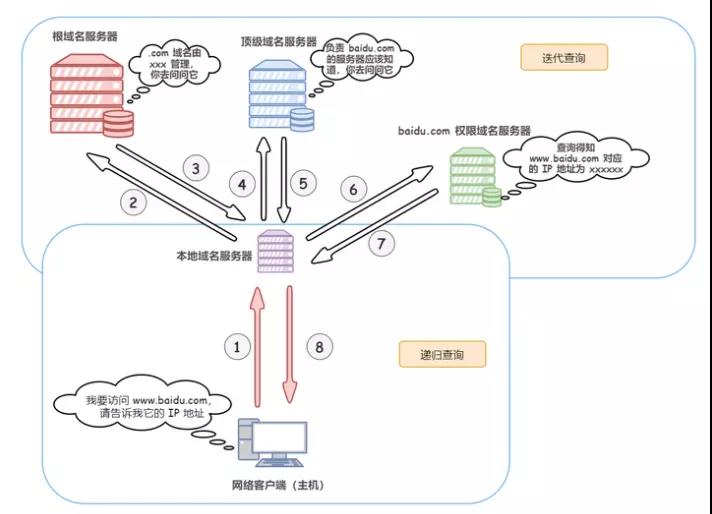 根域名服务器
.com 域名由
xxx 管理，
你去问问它
顶级域名服务器
负责 baidu.com
的服务器应该知
道，你去问问它
迭代查询
baidu.com 权限域名服务器
查询得知
www.baidu.com 对应
的 IP 地址为 xxxxxx
3
2
4
5
6
7
本地域名服务器
1
8
递归查询
我要访问 www.baidu.com，
请告诉我它的 IP 地址
网络客户端（主机）